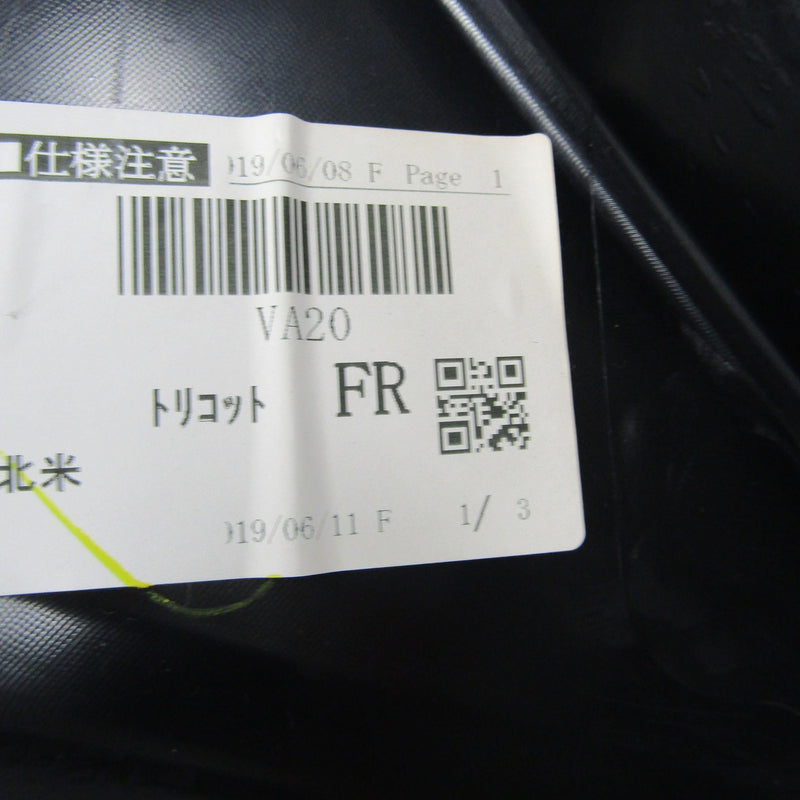 仕様注意 019/06/08 F Page 1
VA20
ﾄﾘｺｯﾄ FR
北米
019/06/11 F 1/ 3